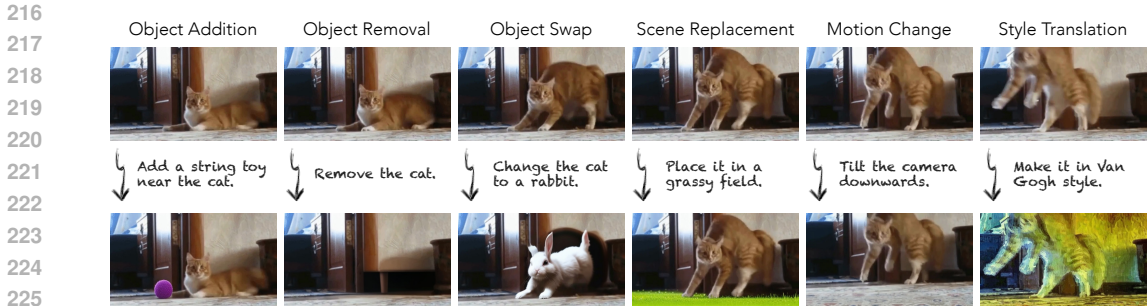 216
217
218
219
220
221
222
223
224
225
Object Addition
Object Removal
Object Swap
Scene Replacement
Motion Change
Style Translation
Add a string toy
near the cat.
Remove the cat.
Change the cat
to a rabbit.
Place it in a
grassy field.
Tilt the camera
downwards.
Make it in Van
Gogh style.